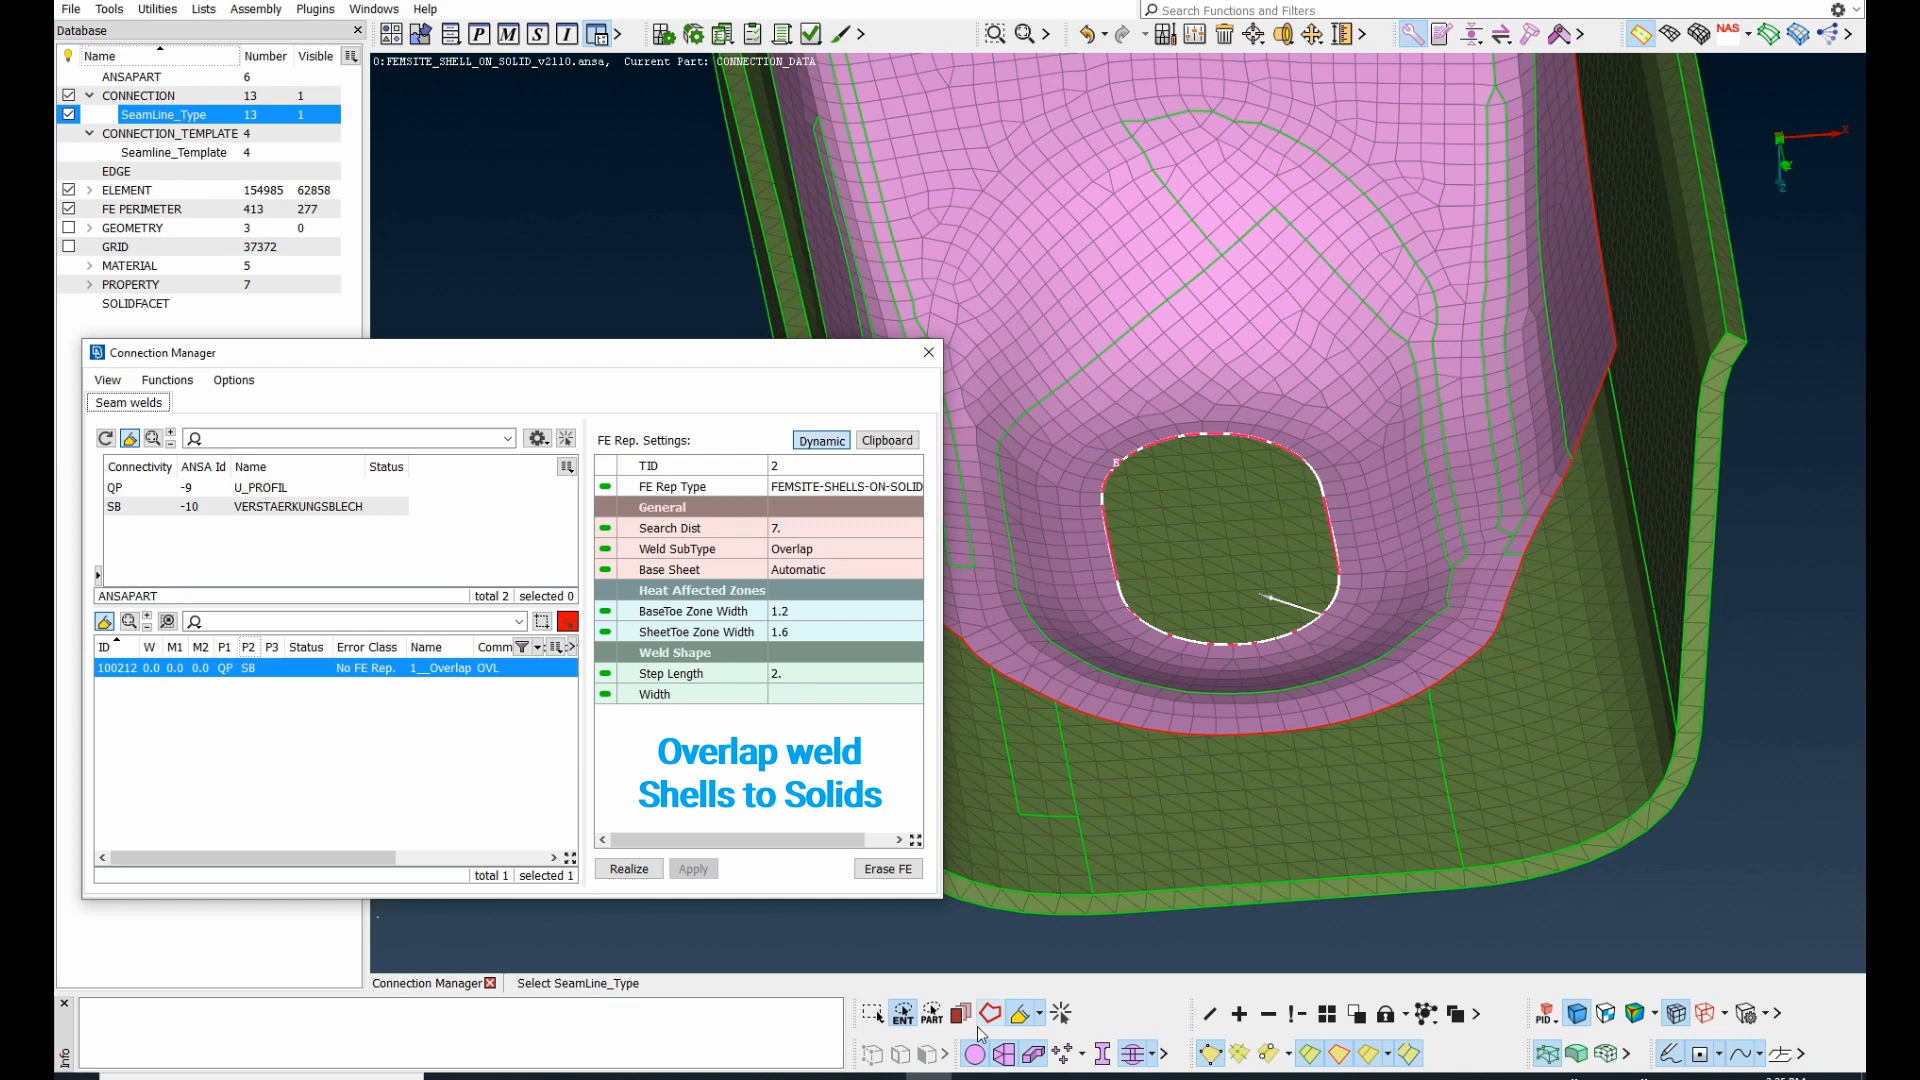 File Tools Utilities Lists Assembly Plugins Windows Help
Search Functions and Filters
Database
P M S I
NAS
Name Number Visible
0:FEMSITE_SHELL_ON_SOLID_v2110.ansa, Current Part: CONNECTION_DATA
ANSAPART 6
CONNECTION 13 1
SeamLine_Type 13 1
CONNECTION_TEMPLATE 4
Seamline_Template 4
EDGE
ELEMENT 154985 62858
FE PERIMETER 413 277
GEOMETRY 3 0
GRID 37372
MATERIAL 5
PROPERTY 7
SOLIDFACET
X
Y
Z
E
Connection Manager
View Functions Options
Seam welds
FE Rep. Settings:
Dynamic Clipboard
Connectivity ANSA Id Name Status
QP -9 U_PROFIL
SB -10 VERSTAERKUNGSBLECH
ANSAPART total 2 selected 0
ID W M1 M2 P1 P2 P3 Status Error Class Name Comm
100212 0.0 0.0 0.0 QP SB No FE Rep. 1__Overlap OVL
total 1 selected 1
TID 2
FE Rep Type FEMSITE-SHELLS-ON-SOLID
General
Search Dist 7.
Weld SubType Overlap
Base Sheet Automatic
Heat Affected Zones
BaseToe Zone Width 1.2
SheetToe Zone Width 1.6
Weld Shape
Step Length 2.
Width
Overlap weld
Shells to Solids
Realize Apply Erase FE
Connection Manager Select SeamLine_Type
Info
ENT PART
PID